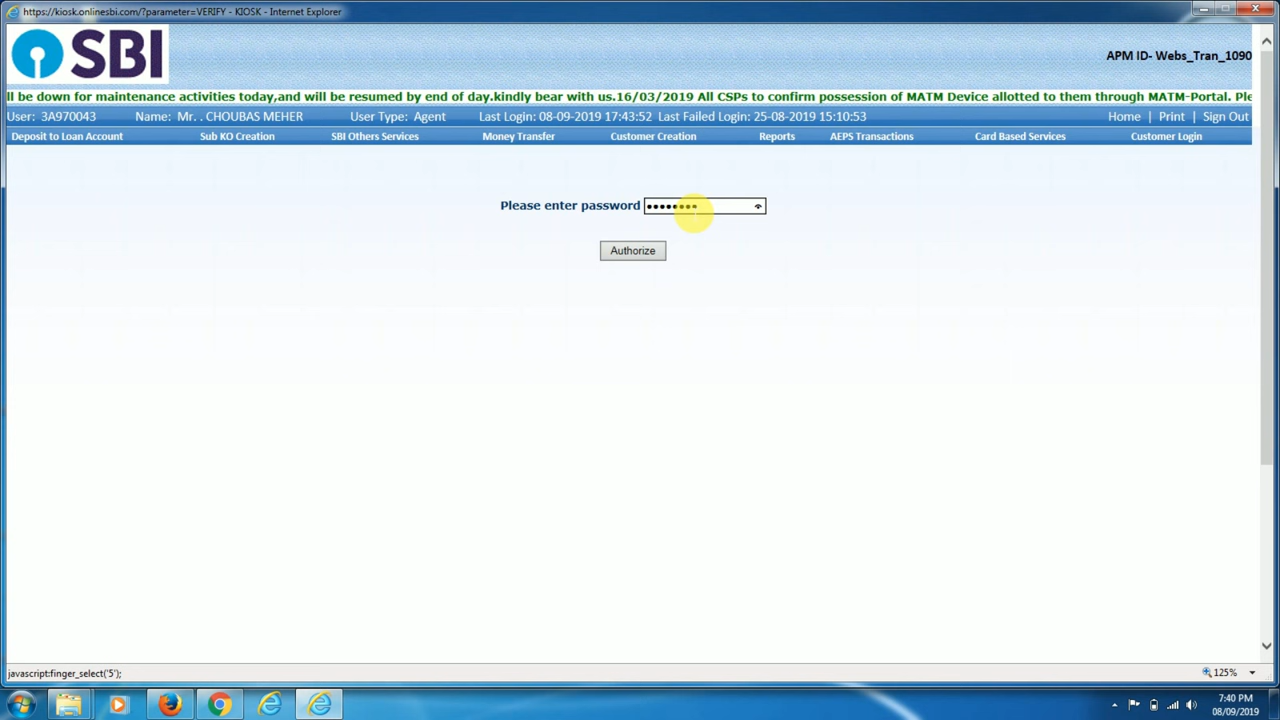 https://kiosk.onlinesbi.com/?parameter=VERIFY - KIOSK - Internet Explorer
SBI
APM ID- Webs_Tran_1090
ll be down for maintenance activities today,and will be resumed by end of day.kindly bear with us.16/03/2019 All CSPs to confirm possession of MATM Device allotted to them through MATM-Portal. Ple
User: 3A970043 Name: Mr. . CHOUBAS MEHER User Type: Agent Last Login: 08-09-2019 17:43:52 Last Failed Login: 25-08-2019 15:10:53 Home | Print | Sign Out
Deposit to Loan Account Sub KO Creation SBI Others Services Money Transfer Customer Creation Reports AEPS Transactions Card Based Services Customer Login
Please enter password ••••••••
Authorize
javascript:finger_select('5');
125%
7:40 PM
08/09/2019